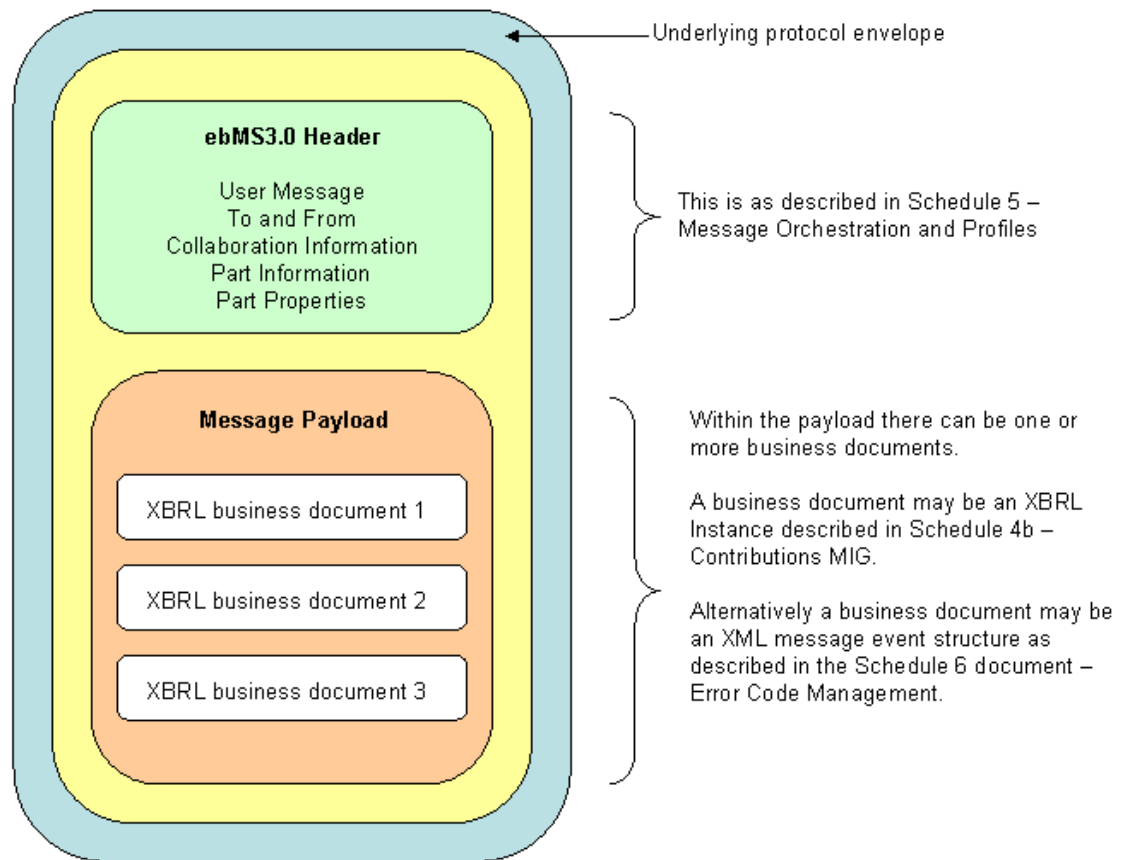 Underlying protocol envelope
ebMS3.0 Header
User Message
To and From
Collaboration Information
Part Information
Part Properties
This is as described in Schedule 5 –
Message Orchestration and Profiles
Message Payload
XBRL business document 1
XBRL business document 2
XBRL business document 3
Within the payload there can be one or
more business documents.
A business document may be an XBRL
Instance described in Schedule 4b –
Contributions MIG.
Alternatively a business document may be
an XML message event structure as
described in the Schedule 6 document –
Error Code Management.